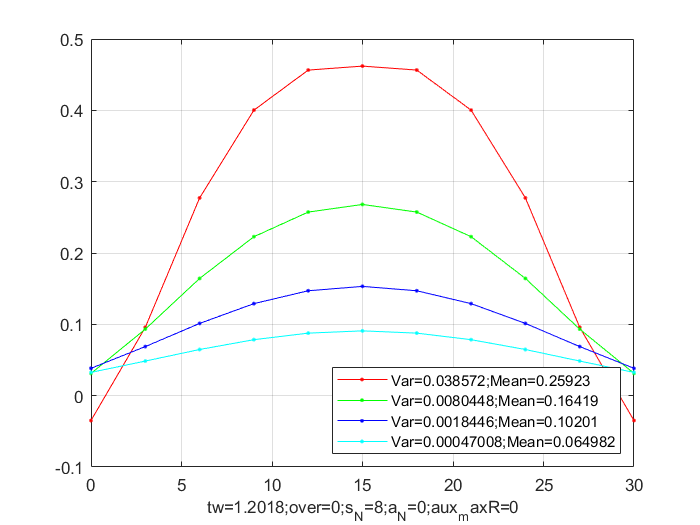 0.5
0.4
0.3
0.2
0.1
0
-0.1
Var=0.038572;Mean=0.25923
Var=0.0080448;Mean=0.16419
Var=0.0018446;Mean=0.10201
Var=0.00047008;Mean=0.064982
0 5 10 15 20 25 30
tw=1.2018;over=0;s_N=8;a_N=0;aux_maxR=0